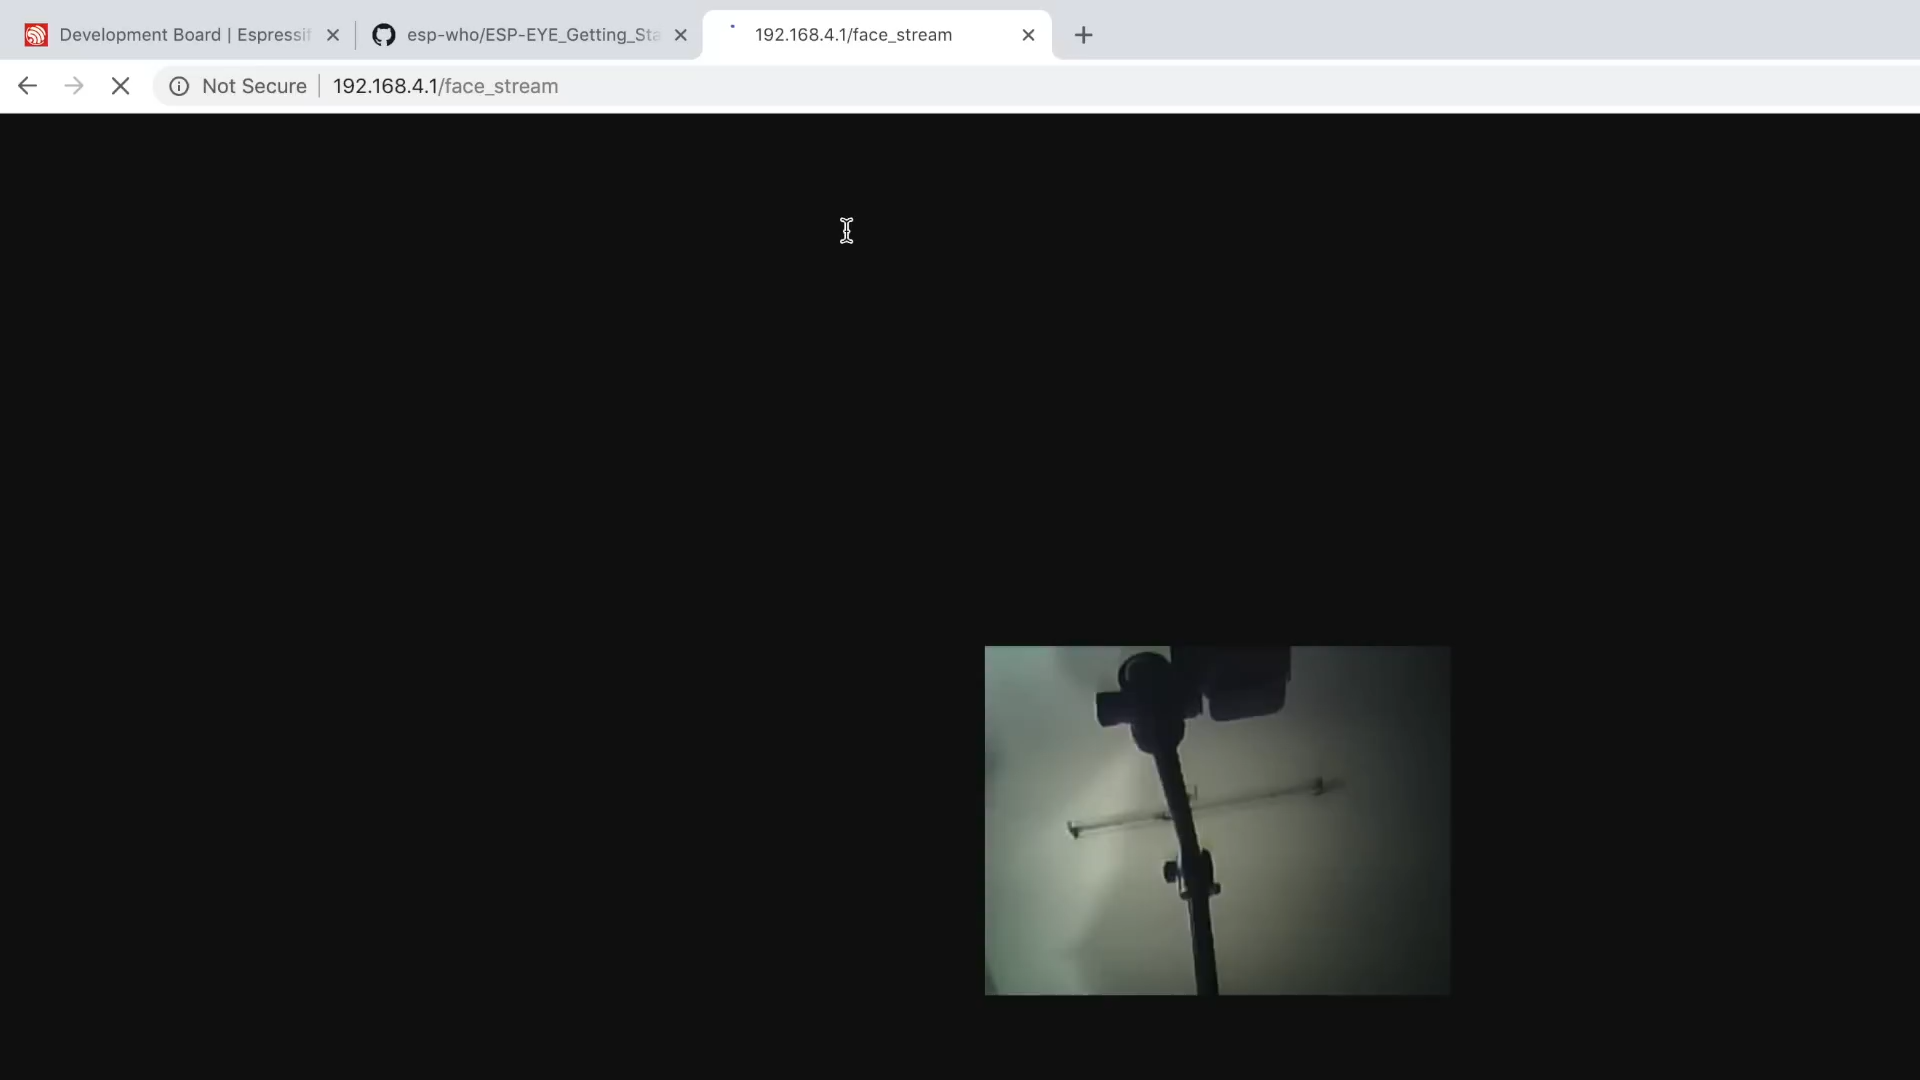 Development Board | Espressif
esp-who/ESP-EYE_Getting_Sta
192.168.4.1/face_stream
Not Secure
192.168.4.1/face_stream